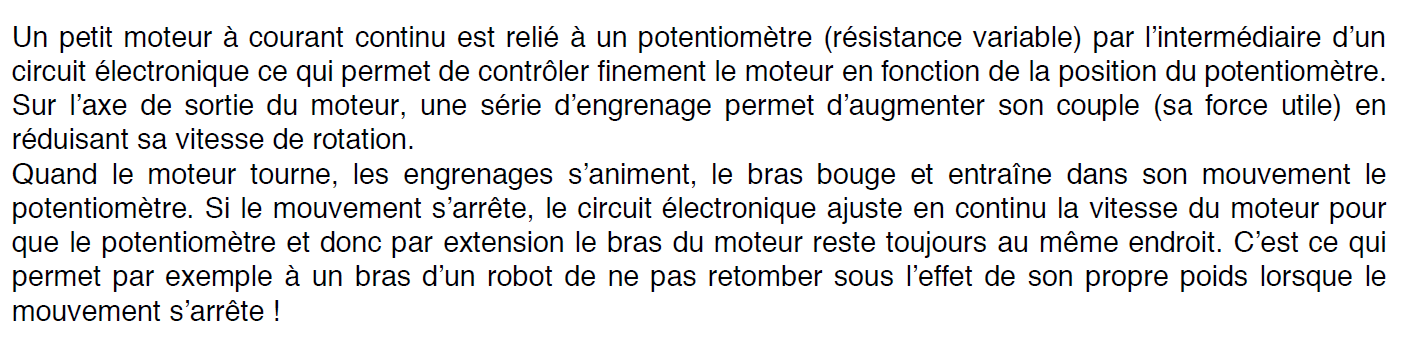 Un petit moteur à courant continu est relié à un potentiomètre (résistance variable) par l'intermédiaire d'un
circuit électronique ce qui permet de contrôler finement le moteur en fonction de la position du potentiomètre.
Sur l'axe de sortie du moteur, une série d'engrenage permet d'augmenter son couple (sa force utile) en
réduisant sa vitesse de rotation.
Quand le moteur tourne, les engrenages s'animent, le bras bouge et entraîne dans son mouvement le
potentiomètre. Si le mouvement s'arrête, le circuit électronique ajuste en continu la vitesse du moteur pour
que le potentiomètre et donc par extension le bras du moteur reste toujours au même endroit. C'est ce qui
permet par exemple à un bras d'un robot de ne pas retomber sous l'effet de son propre poids lorsque le
mouvement s'arrête !